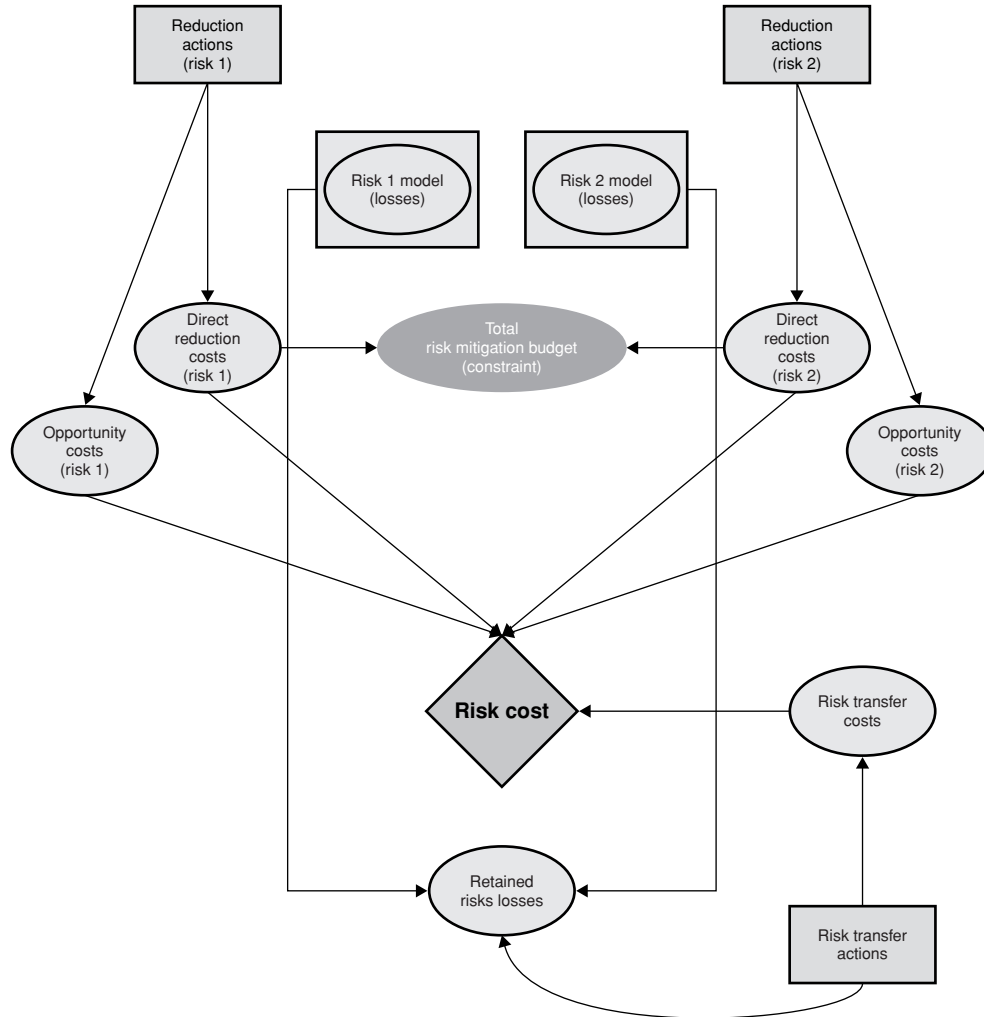 Reduction
actions
(risk 1)
Reduction
actions
(risk 2)
Risk 1 model
(losses)
Risk 2 model
(losses)
Direct
reduction
costs
(risk 1)
Total
risk mitigation budget
(constraint)
Direct
reduction
costs
(risk 2)
Opportunity
costs
(risk 1)
Opportunity
costs
(risk 2)
Risk cost
Risk transfer
costs
Retained
risks losses
Risk transfer
actions